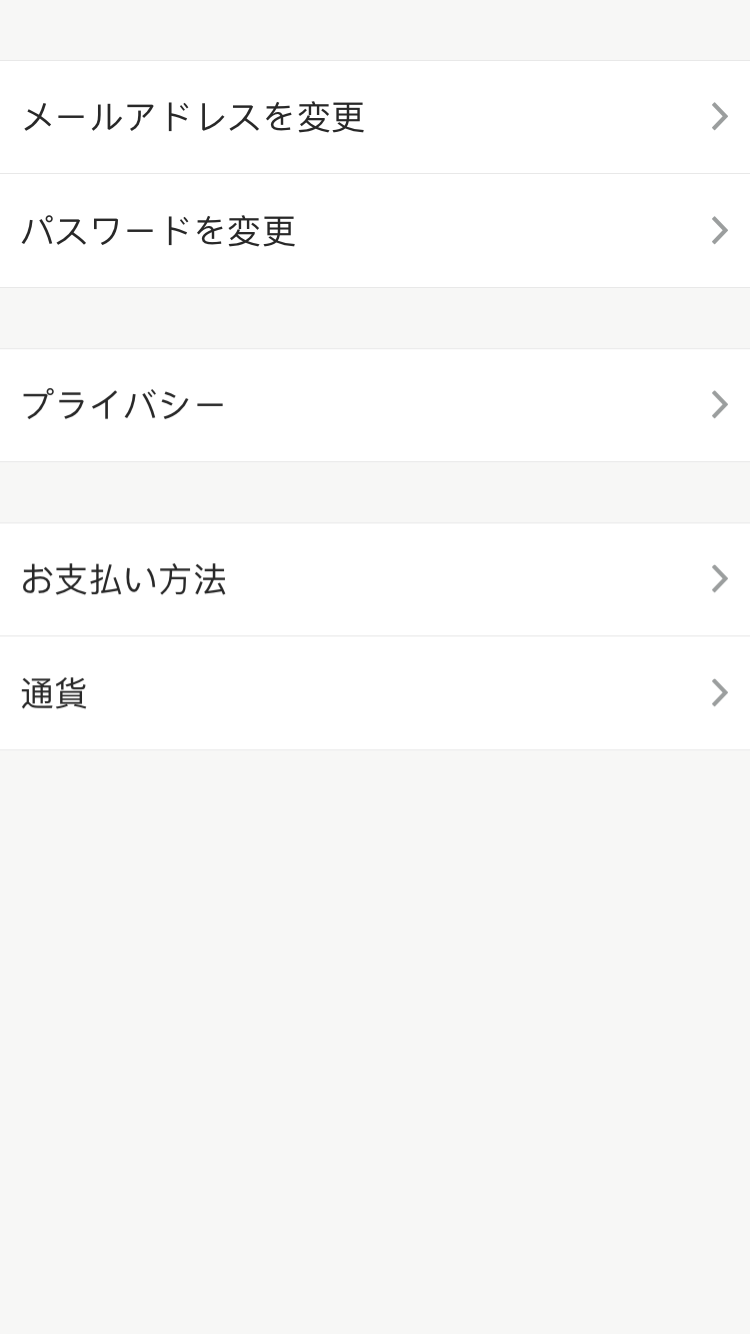 メールアドレスを変更
パスワードを変更
プライバシー
お支払い方法
通貨